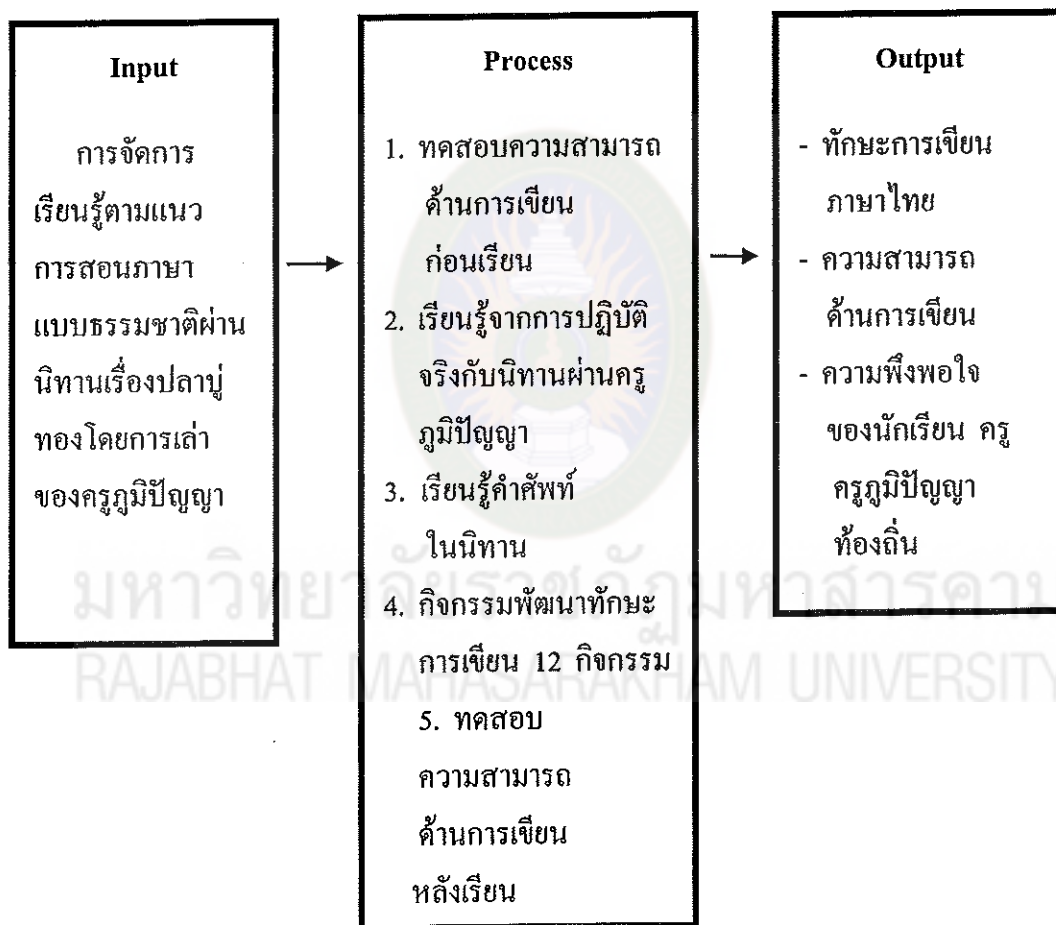 Input
การจัดการ
เรียนรู้ตามแนว
การสอนภาษา
แบบธรรมชาติผ่าน
นิทานเรื่องปลาบู่
ทองโดยการเล่า
ของครูภูมิปัญญา
Process
1. ทดสอบความสามารถ
ด้านการเขียน
ก่อนเรียน
2. เรียนรู้จากการปฏิบัติ
จริงกับนิทานผ่านครู
ภูมิปัญญา
3. เรียนรู้คำศัพท์
ในนิทาน
4. กิจกรรมพัฒนาทักษะ
การเขียน 12 กิจกรรม
5. ทดสอบ
ความสามารถ
ด้านการเขียน
หลังเรียน
Output
- ทักษะการเขียน
ภาษาไทย
- ความสามารถ
ด้านการเขียน
- ความพึงพอใจ
ของนักเรียน ครู
ครูภูมิปัญญา
ท้องถิ่น
มหาวิทยาลัยราชภัฏมหาสารคาม
RAJABHAT MAHASARAKHAM UNIVERSITY